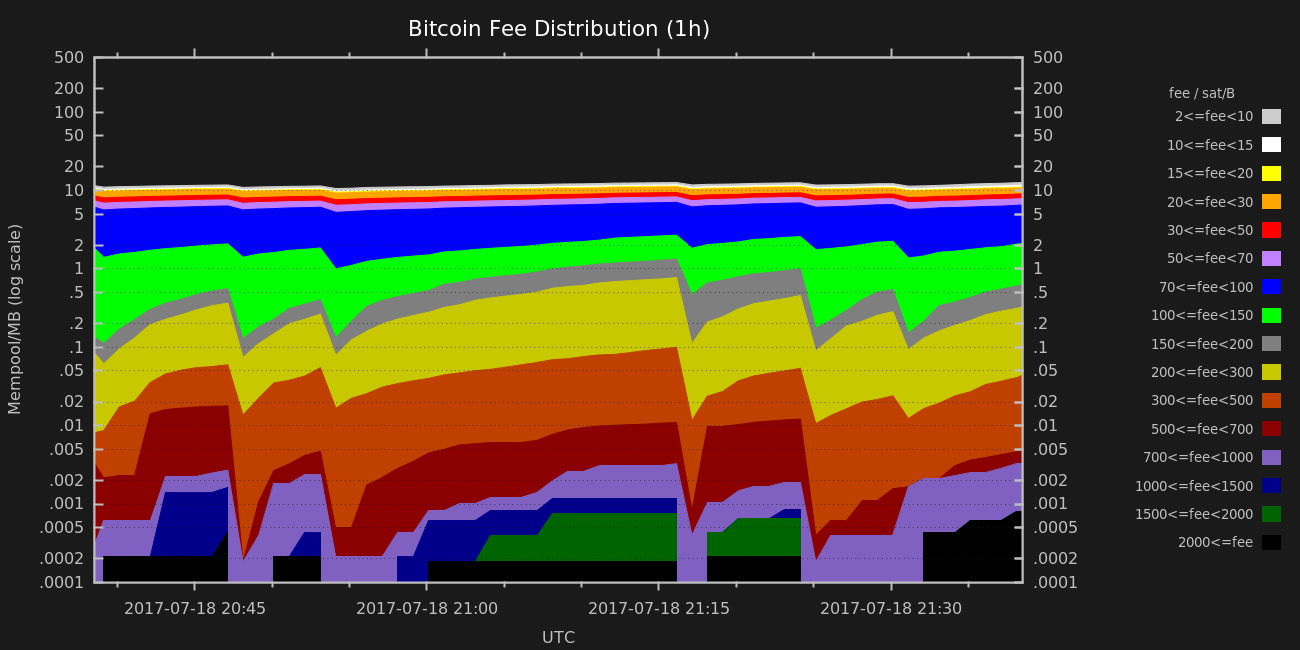 Bitcoin Fee Distribution (1h)
Mempool/MB (log scale)
500
200
100
50
20
10
5
2
1
.5
.2
.1
.05
.02
.01
.005
.002
.001
.0005
.0002
.0001
500
200
100
50
20
10
5
2
1
.5
.2
.1
.05
.02
.01
.005
.002
.001
.0005
.0002
.0001
2017-07-18 20:45
2017-07-18 21:00
2017-07-18 21:15
2017-07-18 21:30
UTC
fee / sat/B
2<=fee<10
10<=fee<15
15<=fee<20
20<=fee<30
30<=fee<50
50<=fee<70
70<=fee<100
100<=fee<150
150<=fee<200
200<=fee<300
300<=fee<500
500<=fee<700
700<=fee<1000
1000<=fee<1500
1500<=fee<2000
2000<=fee